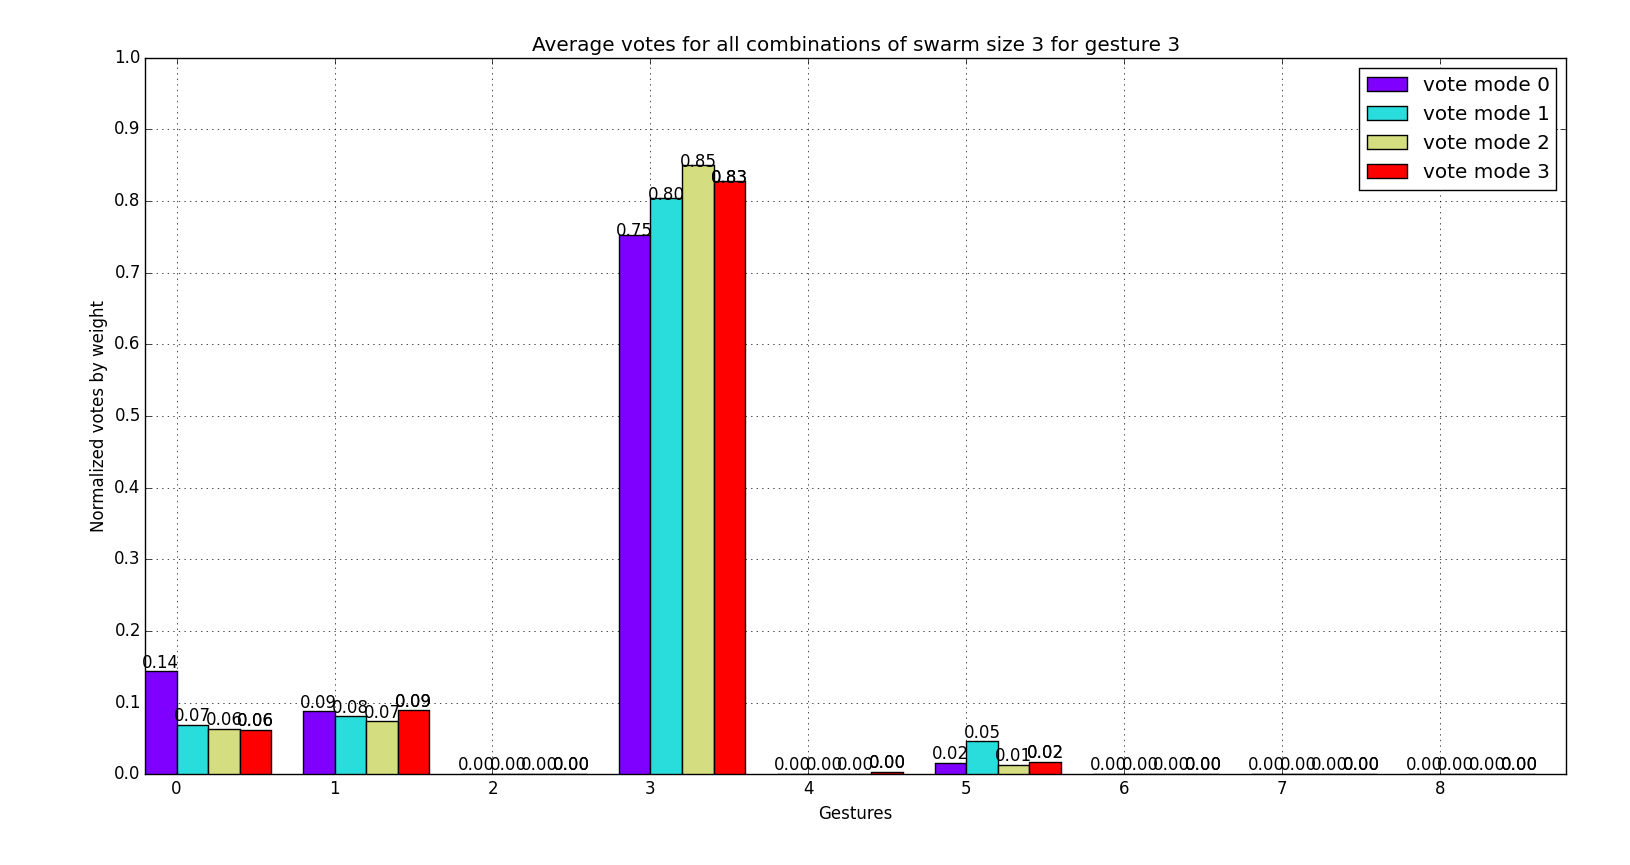 Average votes for all combinations of swarm size 3 for gesture 3
1.0
0.9
0.8
0.7
0.6
0.5
0.4
0.3
0.2
0.1
0.0
Normalized votes by weight
vote mode 0
vote mode 1
vote mode 2
vote mode 3
0.14 0.07 0.06 0.06
0.09 0.08 0.07 0.09
0.00 0.00 0.00 0.00
0.75 0.80 0.85 0.83
0.00 0.00 0.00 0.00
0.02 0.05 0.01 0.02
0.00 0.00 0.00 0.00
0.00 0.00 0.00 0.00
0.00 0.00 0.00 0.00
0 1 2 3 4 5 6 7 8
Gestures